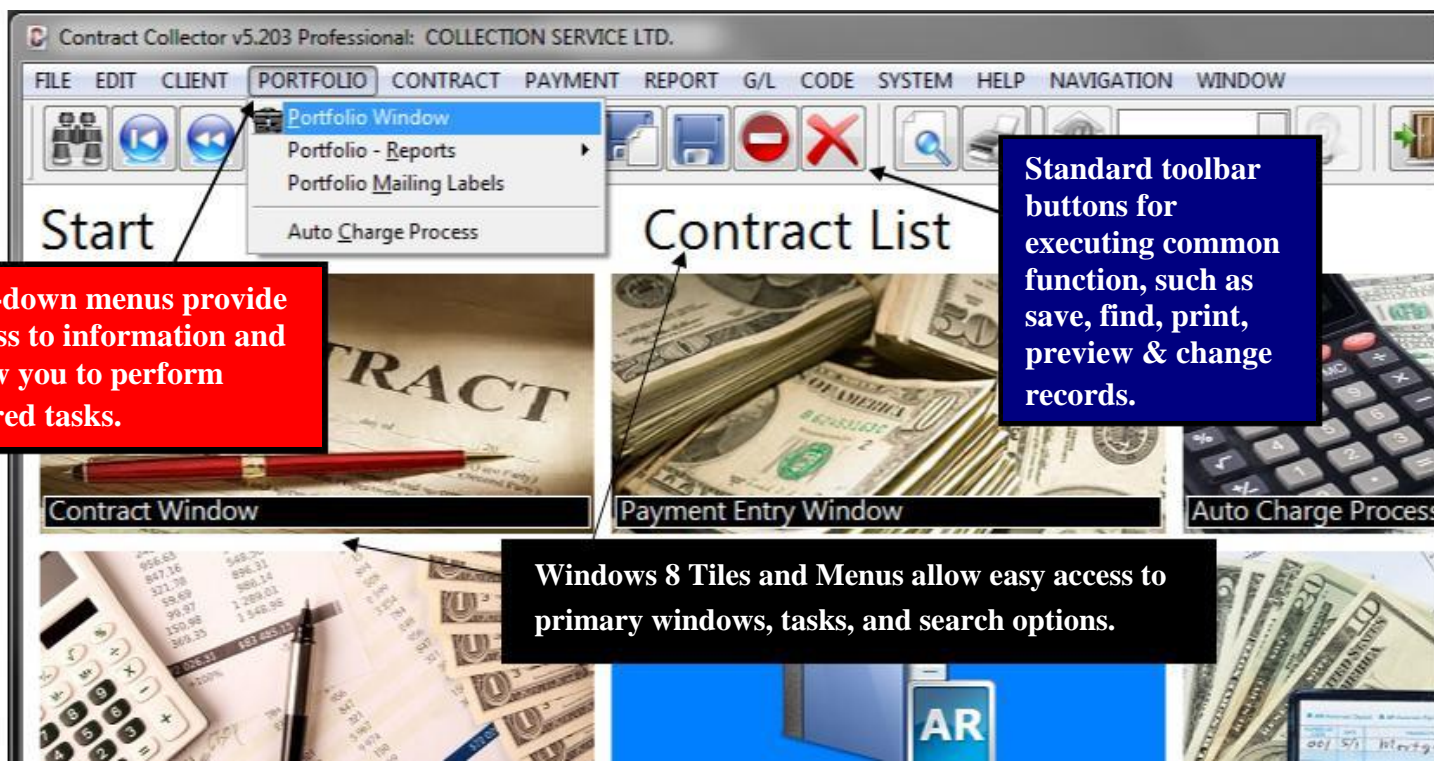 Contract Collector v5.203 Professional: COLLECTION SERVICE LTD.
FILE EDIT CLIENT PORTFOLIO CONTRACT PAYMENT REPORT G/L CODE SYSTEM HELP NAVIGATION WINDOW
Portfolio Window
Portfolio - Reports
Portfolio Mailing Labels
Auto Charge Process
Start
Contract List
Standard toolbar
buttons for
executing common
function, such as
save, find, print,
preview & change
records.
-down menus provide
ss to information and
w you to perform
red tasks.
RACT
Contract Window
Payment Entry Window
Auto Charge Process
Windows 8 Tiles and Menus allow easy access to
primary windows, tasks, and search options.
AR